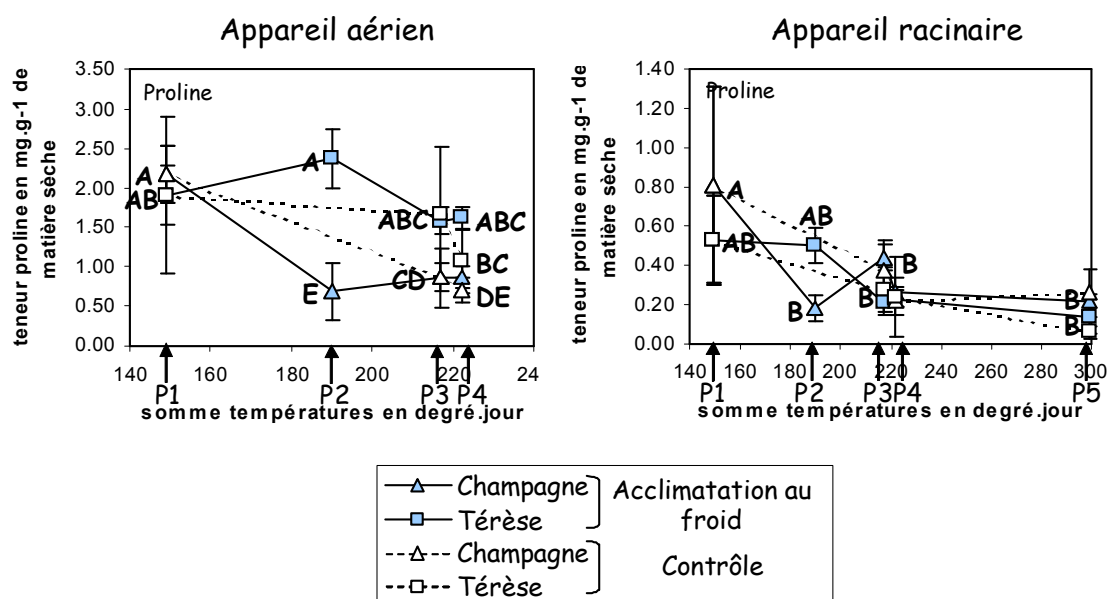 Appareil aérien
teneur proline en mg.g-1 de
matière sèche
3.50
3.00
2.50
2.00
1.50
1.00
0.50
0.00
Proline
A
AB
A
E
ABC
CD
ABC
BC
DE
140 160 180 200 220 24
P1 P2 P3 P4
somme températures en degré.jour
Appareil racinaire
teneur proline en mg.g-1 de
matière sèche
1.40
1.20
1.00
0.80
0.60
0.40
0.20
0.00
Proline
A
AB
AB
B
B
B
B
B
140 160 180 200 220 240 260 280 300
P1 P2 P3 P4 P5
somme températures en degré.jour
Champagne
Térèse
Acclimatation au
froid
Champagne
Térèse
Contrôle